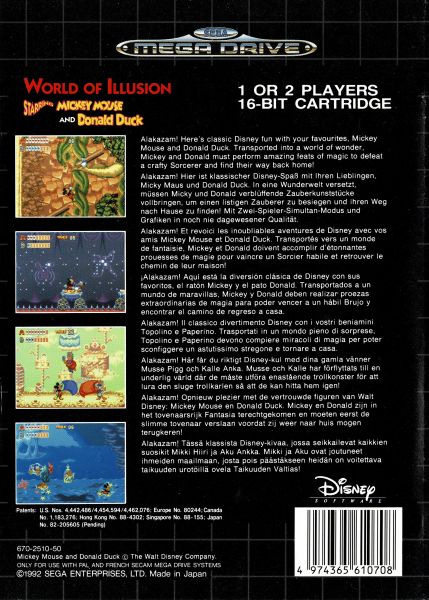 SEGA
MEGA DRIVE
WORLD OF ILLUSION
STARRING MICKEY MOUSE
AND Donald Duck
1 OR 2 PLAYERS
16-BIT CARTRIDGE
Alakazam! Here's classic Disney fun with your favourites, Mickey
Mouse and Donald Duck. Transported into a world of wonder,
Mickey and Donald must perform amazing feats of magic to defeat
a crafty Sorcerer and find their way back home!
Alakazam! Hier ist klassischer Disney-Spaß mit Ihren Lieblingen,
Micky Maus und Donald Duck. In eine Wunderwelt versetzt,
müssen Micky und Donald verblüffende Zauberkunststücke
vollbringen, um einen listigen Zauberer zu besiegen und ihren Weg
nach Hause zu finden! Mit Zwei-Spieler-Simultan-Modus und
Grafiken in noch nie dagewesener Qualität.
Alakazam! Et revoici les inoubliables aventures de Disney avec vos
amis Mickey Mouse et Donald Duck. Transportés vers un monde
de fantaisie, Mickey et Donald doivent accomplir d'étonnantes
prouesses de magie pour vaincre un Sorcier habile et retrouver le
chemin de leur maison!
¡Alakazam! Aquí está la diversión clásica de Disney con sus
favoritos, el ratón Mickey y el pato Donald. Transportados a un
mundo de maravillas, Mickey y Donald deben realizar proezas
extraordinarias de magia para poder vencer a un hábil Brujo y
encontrar el camino de regreso a casa.
Alakazam! Il classico divertimento Disney con i vostri beniamini
Topolino e Paperino. Trasportati in un mondo pieno di sorprese,
Topolino e Paperino devono compiere miracoli di magia per poter
sconfiggere un astutissimo stregone e tornare a casa.
Alakazam! Här får du riktigt Disney-kul med dina gamla vänner
Musse Pigg och Kalle Anka. Musse och Kalle har förflyttats till en
underlig värld där de måste utföra enastående trollkonster för att
lura den sluge trolkarlen så att de kan hitta hem igen!
Alakazam! Opnieuw plezier met de vertrouwde figuren van Walt
Disney: Mickey Mouse en Donald Duck. Mickey en Donald zijn in
het tovenaarsrijk Fantasia terechtgekomen en moeten eerst de
slimme tovenaar verslaan voordat zij weer naar huis mogen
terugkeren!
Alakazam! Tässä klassista Disney-kivaa, jossa seikkailevat kaikkien
suosikit Mikki Hiiri ja Aku Ankka. Mikki ja Aku ovat joutuneet
ihmeiden maailmaan, josta pois päästäkseen heidän on voitettava
taikuuden urotöillä ovela Taikuuden Valtias!
Disney
SOFTWARE
Patents: U.S. Nos. 4,442,486/4,454,594/4,462,076; Europe No. 80244; Canada
No. 1,183,276; Hong Kong No. 88-4302; Singapore No. 88-155; Japan
No. 82-205605 (Pending)
670-2510-50
Mickey Mouse and Donald Duck © The Walt Disney Company.
ONLY FOR USE WITH PAL AND FRENCH SECAM MEGA DRIVE SYSTEMS
©1992 SEGA ENTERPRISES, LTD. Made in Japan
4 974365 610708